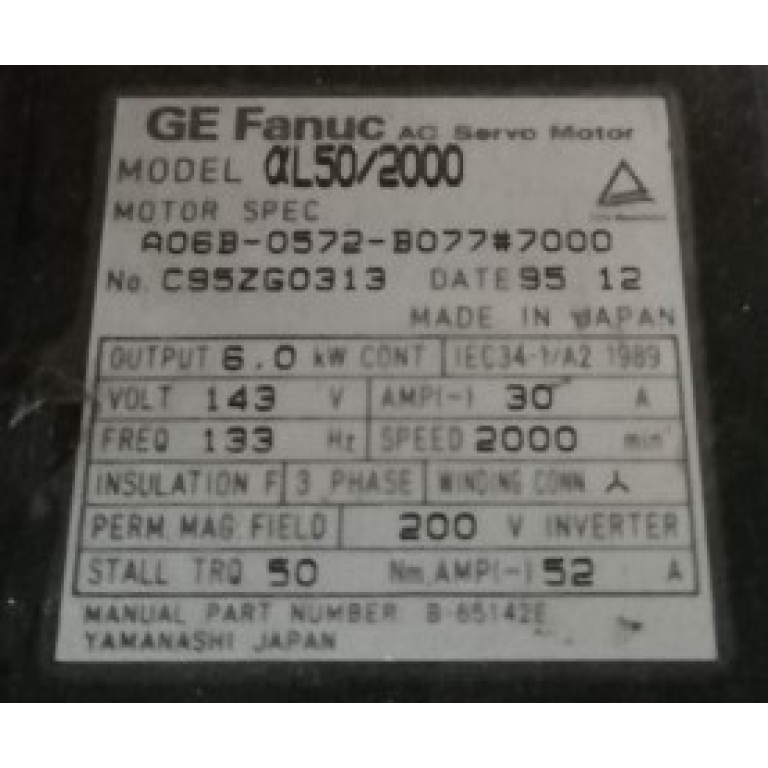 GE Fanuc AC Servo Motor
MODEL αL50/2000
MOTOR SPEC
A06B-0572-B077#7000
No. C95ZG0313 DATE 95 12
MADE IN JAPAN
OUTPUT 6.0 kW CONT IEC34-1/A2 1989
VOLT 143 V AMP(~) 30 A
FREQ 133 Hz SPEED 2000 min⁻¹
INSULATION F 3 PHASE WINDING CONN
PERM. MAG. FIELD 200 V INVERTER
STALL TRQ 50 Nm AMP(~) 52 A
MANUAL PART NUMBER B-65142E
YAMANASHI JAPAN